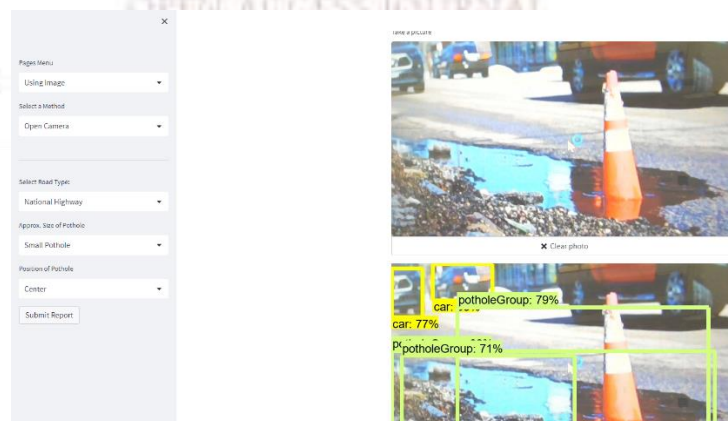 Pages Menu
Using Image
Select a Method
Open Camera
Select Road Type:
National Highway
Approx. Size of Pothole
Small Pothole
Position of Pothole
Center
Submit Report
Take a picture
Clear photo
car:
potholeGroup: 79%
car: 77%
potholeGroup: 71%